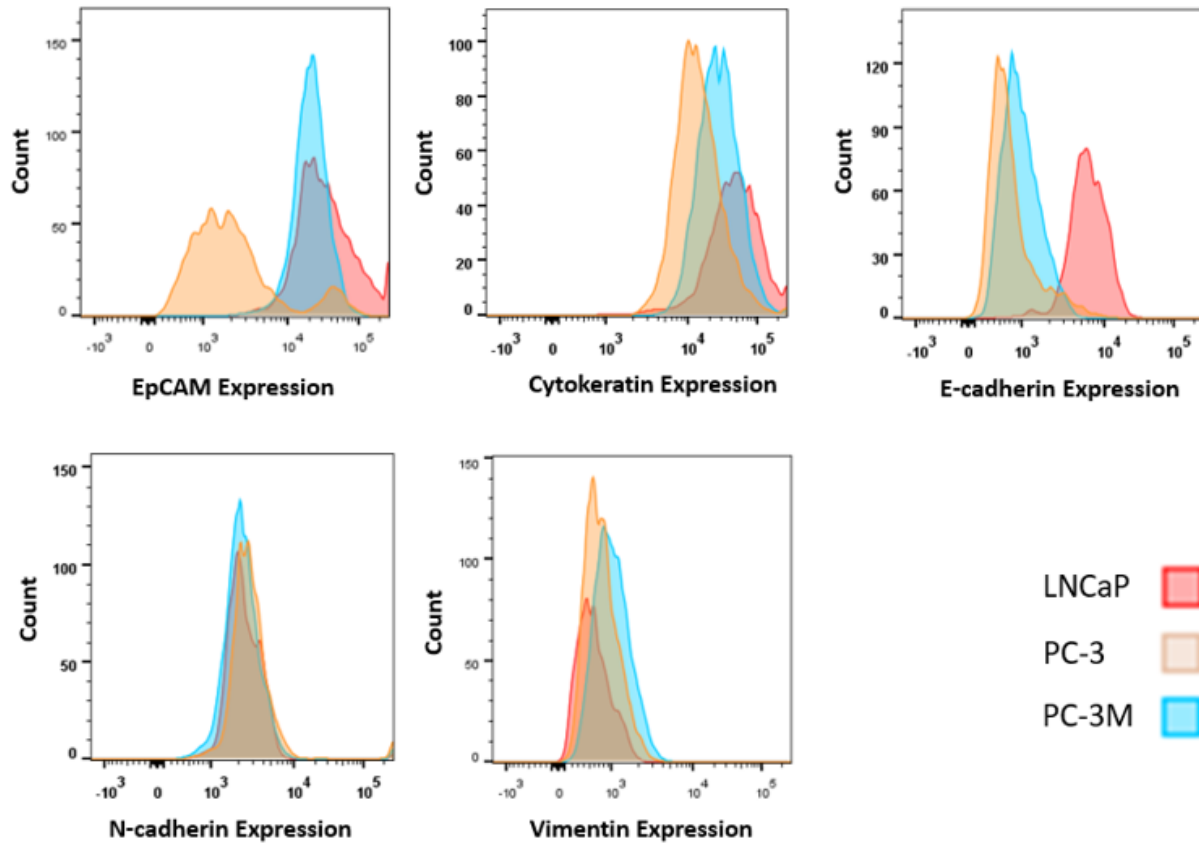 150
100
50
0
Count
-10³ 0 10³ 10⁴ 10⁵
EpCAM Expression
100
80
60
40
20
0
Count
-10³ 0 10³ 10⁴ 10⁵
Cytokeratin Expression
120
90
60
30
0
Count
-10³ 0 10³ 10⁴ 10⁵
E-cadherin Expression
150
100
50
0
Count
-10³ 0 10³ 10⁴ 10⁵
N-cadherin Expression
150
100
50
0
Count
-10³ 0 10³ 10⁴ 10⁵
Vimentin Expression
LNCaP
PC-3
PC-3M